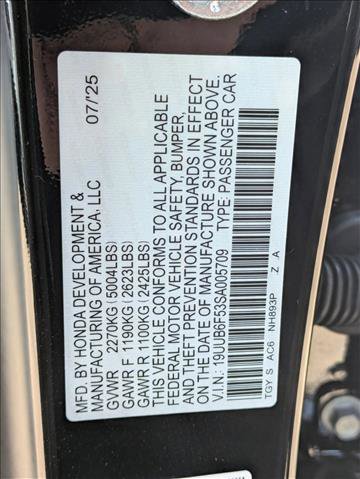 MFD. BY HONDA DEVELOPMENT & 07/'25
MANUFACTURING OF AMERICA, LLC
GVWR 2270KG(5004LBS)
GAWR F 1190KG(2623LBS)
GAWR R 1100KG(2425LBS)
THIS VEHICLE CONFORMS TO ALL APPLICABLE
FEDERAL MOTOR VEHICLE SAFETY, BUMPER,
AND THEFT PREVENTION STANDARDS IN EFFECT
ON THE DATE OF MANUFACTURE SHOWN ABOVE.
V.I.N.: 19UUB6F53SA005709 TYPE:PASSENGER CAR
TGY S AC6 NH893P Z A